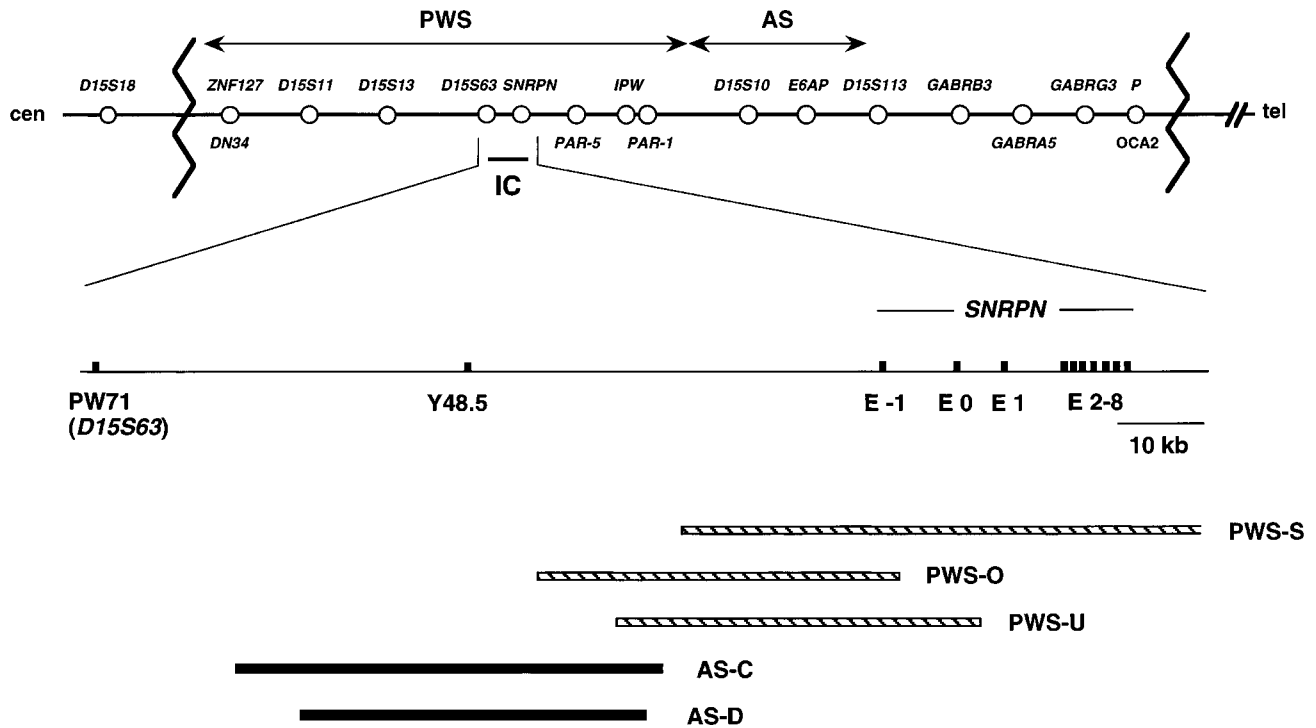 PWS AS
D15S18 ZNF127 D15S11 D15S13 D15S63 SNRPN IPW D15S10 E6AP D15S113 GABRB3 GABRG3 P
cen tel
DN34 PAR-5 PAR-1 GABRA5 OCA2
IC
SNRPN
PW71 Y48.5 E -1 E 0 E 1 E 2-8
(D15S63)
10 kb
PWS-S
PWS-O
PWS-U
AS-C
AS-D